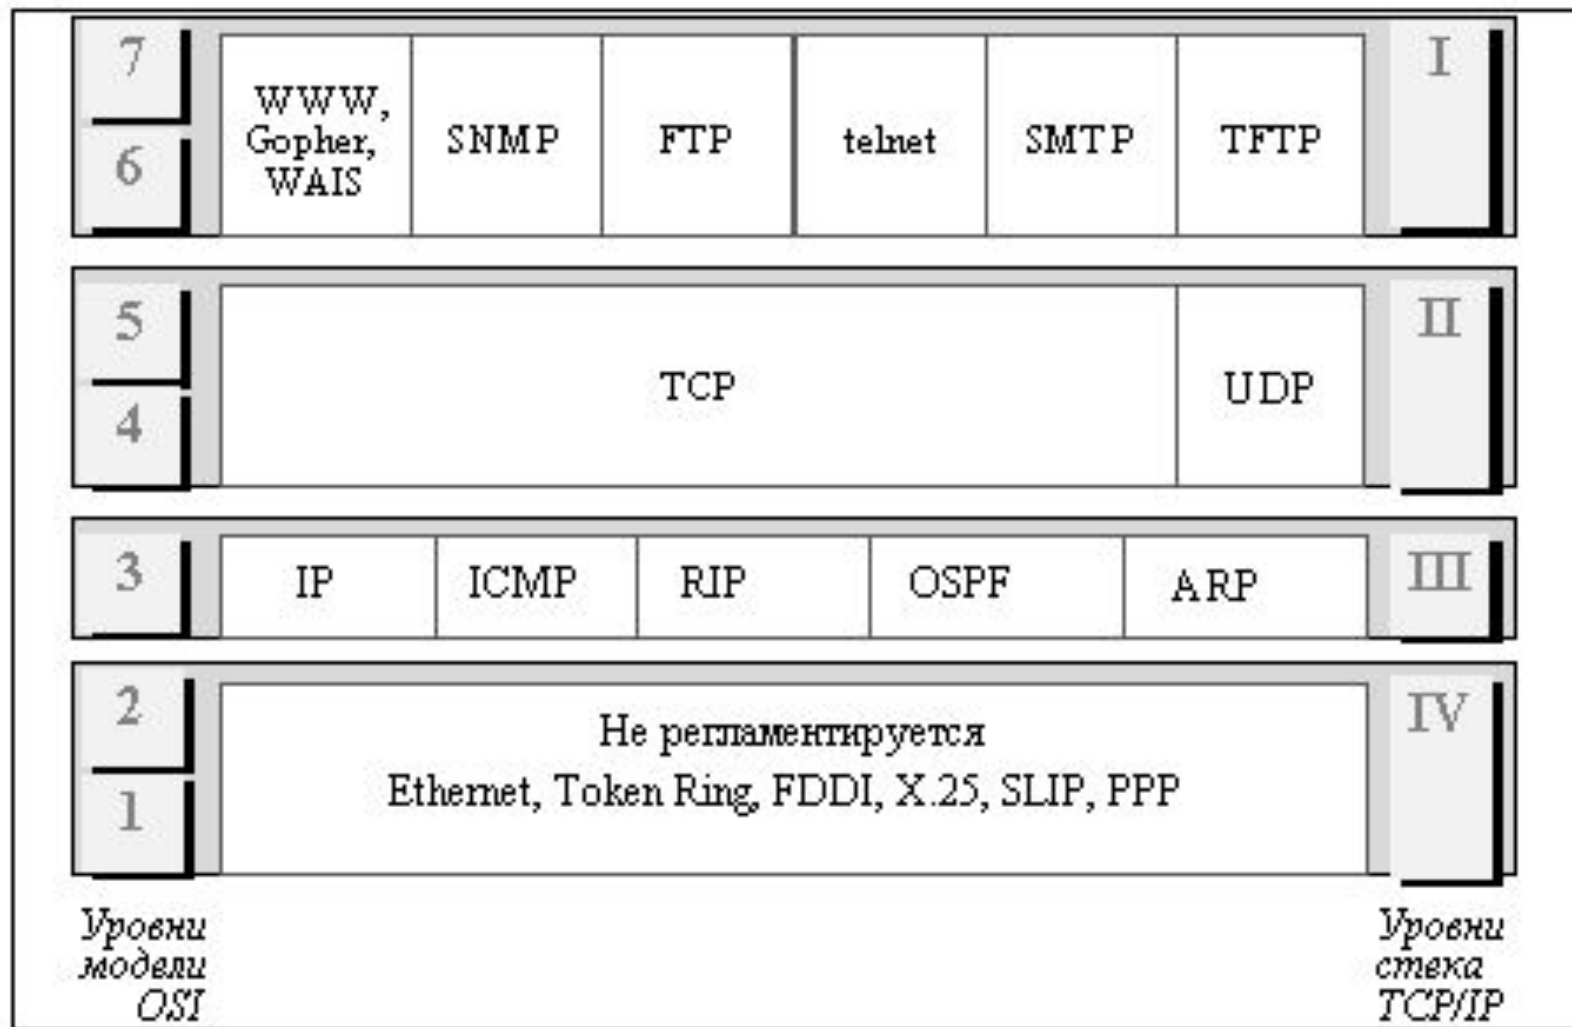 7
6
WWW,
Gopher,
WAIS
SNMP
FTP
telnet
SMTP
TFTP
I
5
4
TCP
UDP
II
3
IP
ICMP
RIP
OSPF
ARP
III
2
1
Не регламентируется
Ethernet, Token Ring, FDDI, X.25, SLIP, PPP
IV
Уровни
модели
OSI
Уровни
стека
TCP/IP